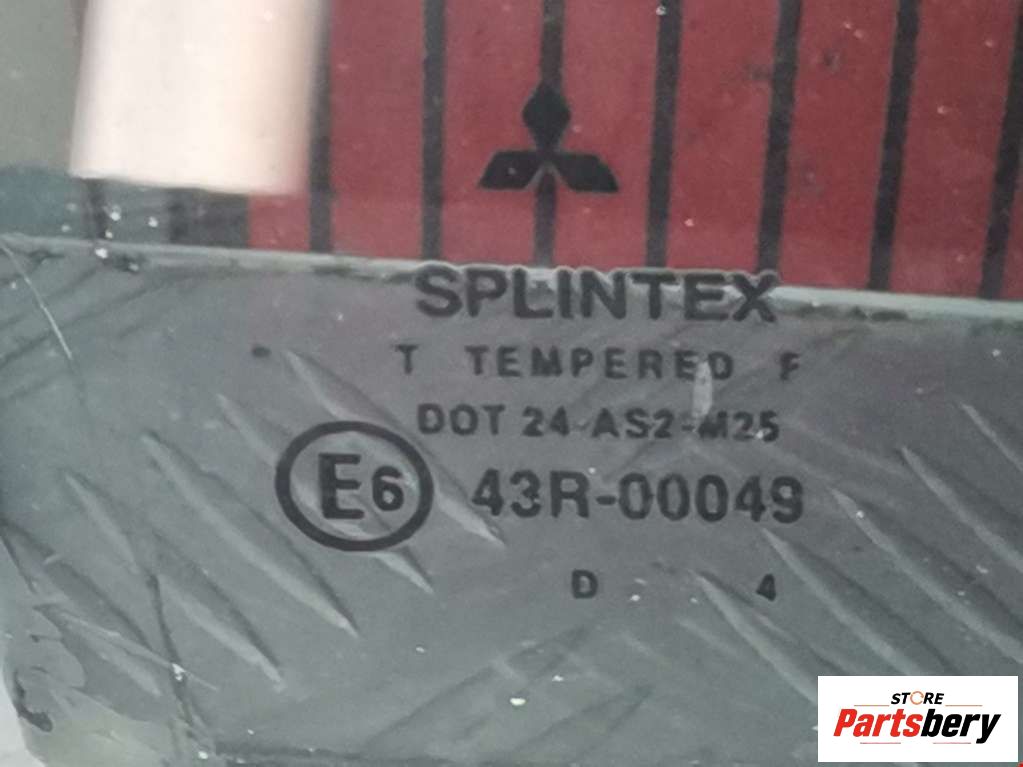 SPLINTEX
T TEMPERED F
DOT 24-AS2-M25
E6 43R-00049
D 4
STORE
Partsbery